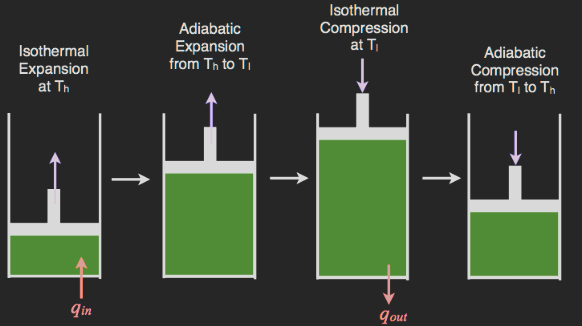 Isothermal
Expansion
at Th
Adiabatic
Expansion
from Th to Tl
Isothermal
Compression
at Tl
Adiabatic
Compression
from Tl to Th
qin
qout